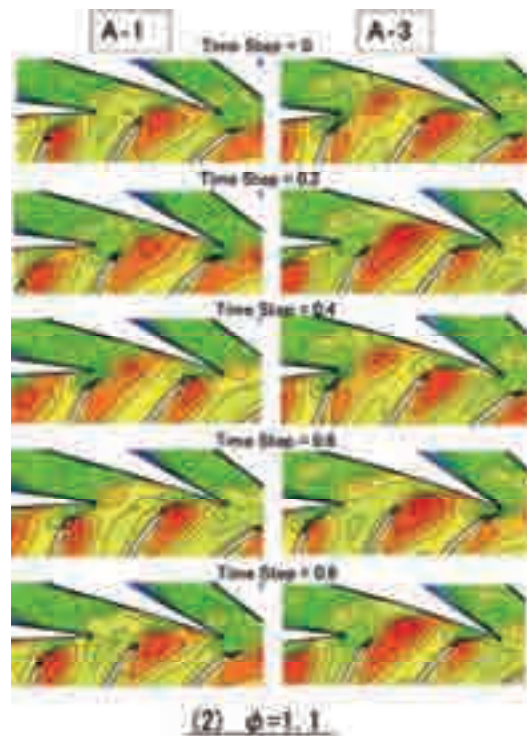 A-1 A-3
Time Step = 0
Time Step = 0.2
Time Step = 0.4
Time Step = 0.6
Time Step = 0.8
(2) ϕ=1.1